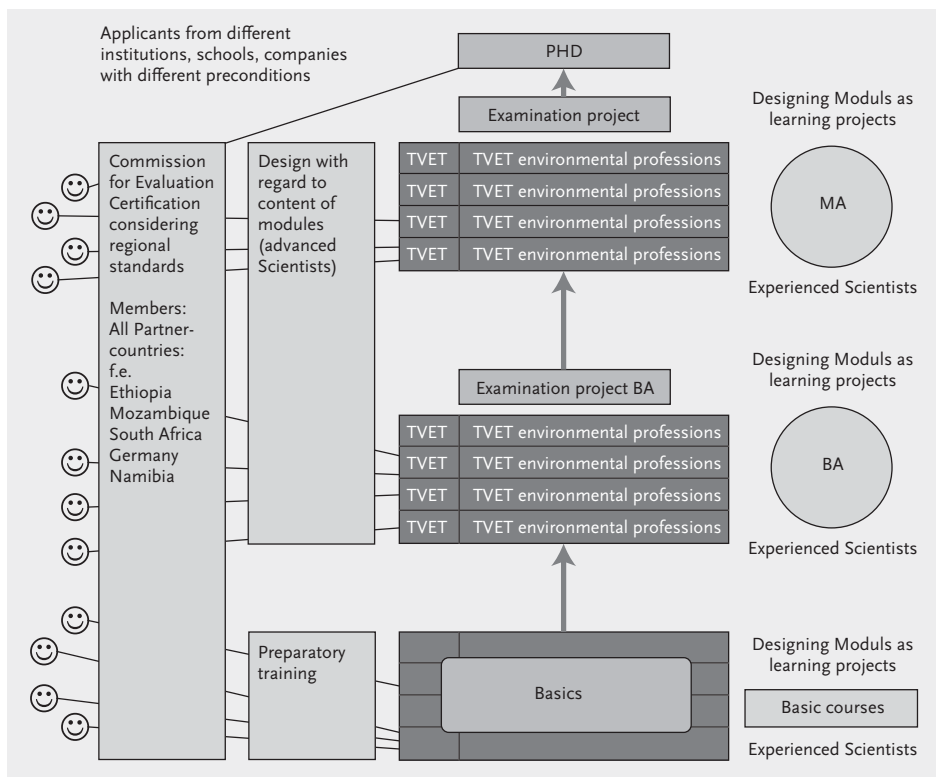 Applicants from different
institutions, schools, companies
with different preconditions
PHD
Examination project
Designing Moduls as
learning projects
MA
Experienced Scientists
Commission
for Evaluation
Certification
considering
regional
standards
Members:
All Partner-
countries:
f.e.
Ethiopia
Mozambique
South Africa
Germany
Namibia
Design with
regard to
content of
modules
(advanced
Scientists)
TVET TVET environmental professions
TVET TVET environmental professions
TVET TVET environmental professions
TVET TVET environmental professions
Examination project BA
Designing Moduls as
learning projects
BA
Experienced Scientists
TVET TVET environmental professions
TVET TVET environmental professions
TVET TVET environmental professions
TVET TVET environmental professions
Preparatory
training
Basics
Designing Moduls as
learning projects
Basic courses
Experienced Scientists